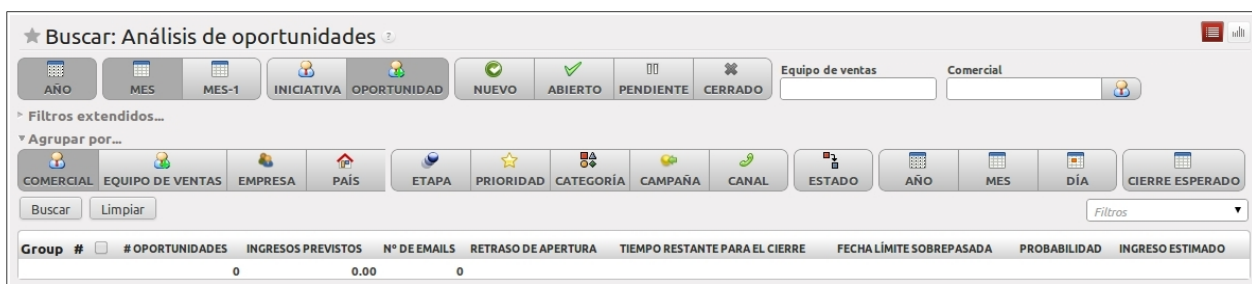 Buscar: Análisis de oportunidades ?
AÑO MES MES-1 INICIATIVA OPORTUNIDAD NUEVO ABIERTO PENDIENTE CERRADO Equipo de ventas Comercial
Filtros extendidos...
Agrupar por...
COMERCIAL EQUIPO DE VENTAS EMPRESA PAÍS ETAPA PRIORIDAD CATEGORÍA CAMPAÑA CANAL ESTADO AÑO MES DÍA CIERRE ESPERADO
Buscar Limpiar Filtros
Group # # OPORTUNIDADES INGRESOS PREVISTOS Nº DE EMAILS RETRASO DE APERTURA TIEMPO RESTANTE PARA EL CIERRE FECHA LÍMITE SOBREPASADA PROBABILIDAD INGRESO ESTIMADO
0 0.00 0